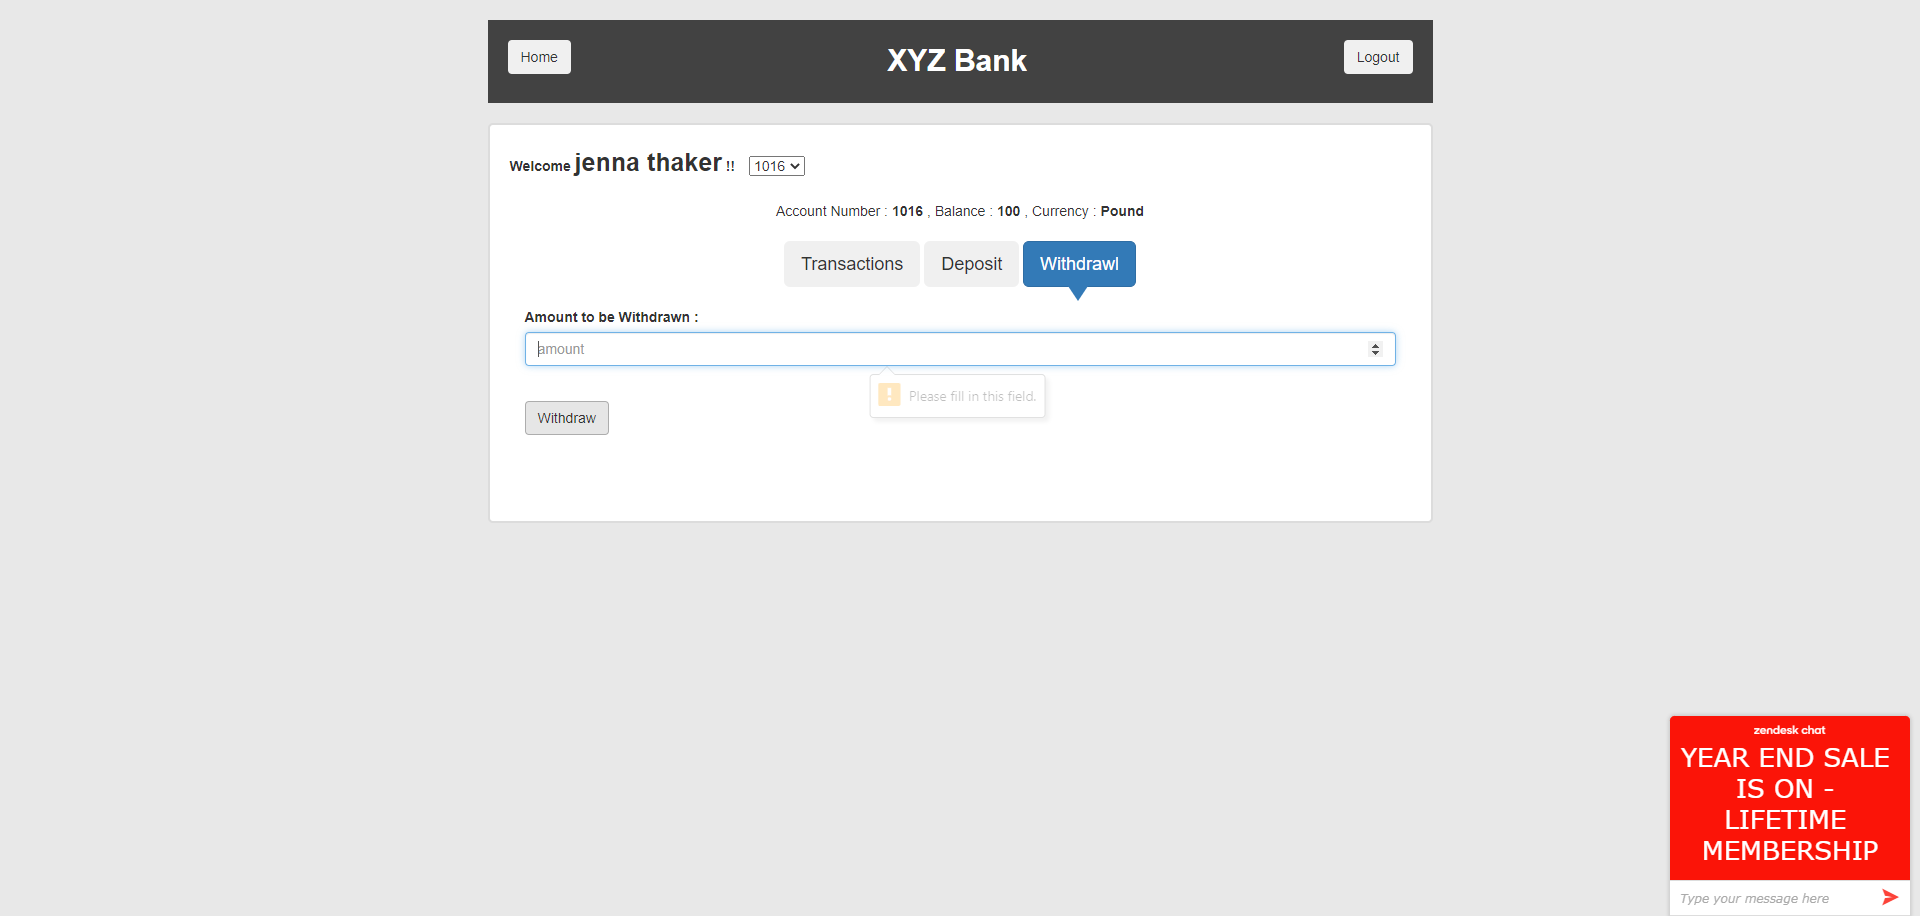 Home
XYZ Bank
Logout
Welcome jenna thaker !! 1016
Account Number : 1016 , Balance : 100 , Currency : Pound
Transactions
Deposit
Withdrawl
Amount to be Withdrawn :
amount
Please fill in this field.
Withdraw
zendesk chat
YEAR END SALE
IS ON -
LIFETIME
MEMBERSHIP
Type your message here